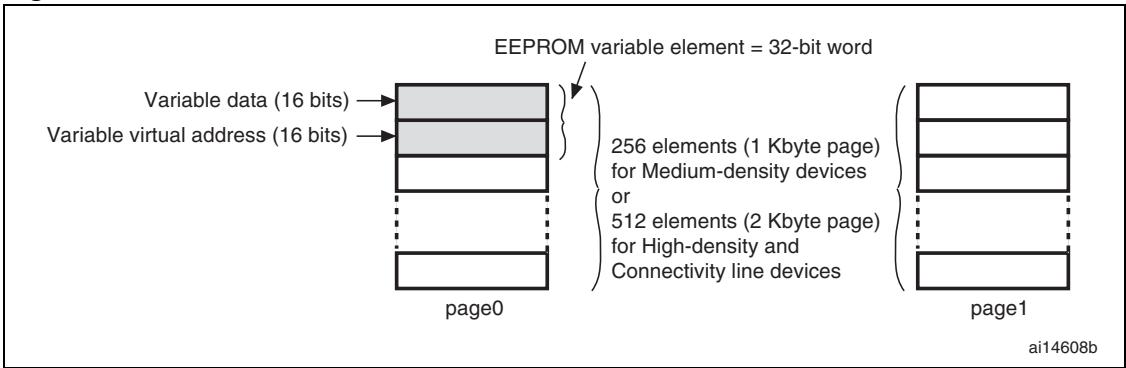 EEPROM variable element = 32-bit word
Variable data (16 bits)
Variable virtual address (16 bits)
256 elements (1 Kbyte page)
for Medium-density devices
or
512 elements (2 Kbyte page)
for High-density and
Connectivity line devices
page0
page1
ai14608b